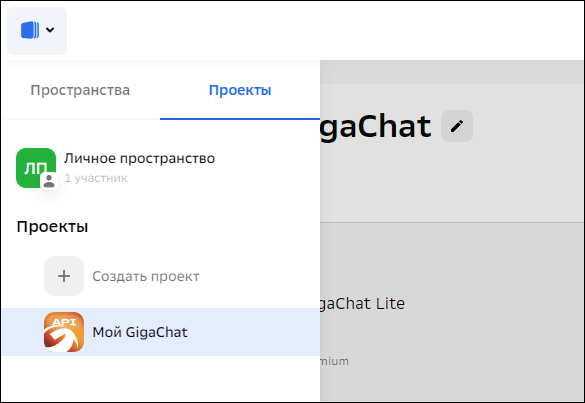 Пространства
Проекты
gaChat
ЛП
Личное пространство
1 участник
Проекты
Создать проект
gaChat Lite
API
Мой GigaChat
mium